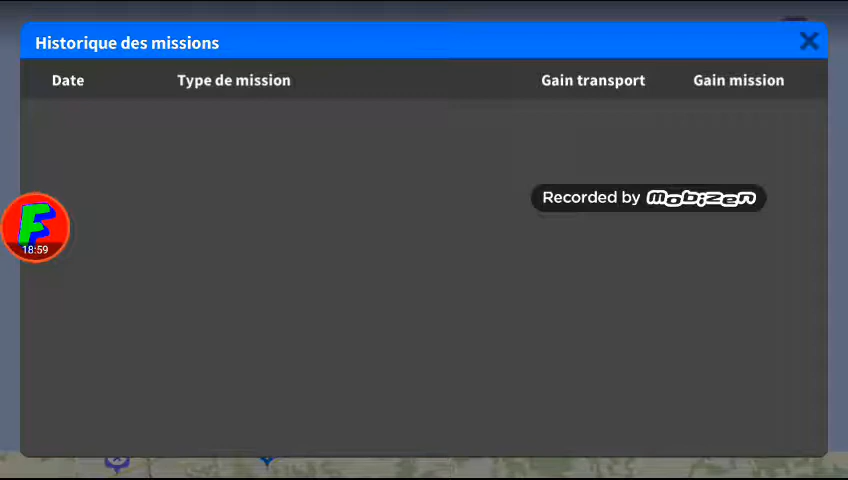 Historique des missions
Date Type de mission Gain transport Gain mission
Recorded by mobizen
F
18:59